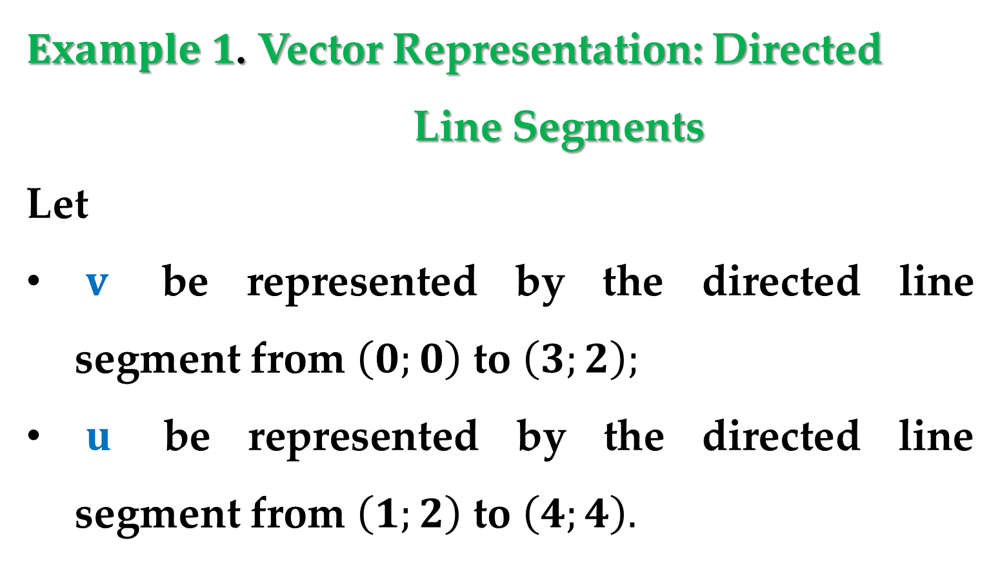 Example 1. Vector Representation: Directed
Line Segments
Let
• v be represented by the directed line
segment from (0; 0) to (3; 2);
• u be represented by the directed line
segment from (1; 2) to (4; 4).